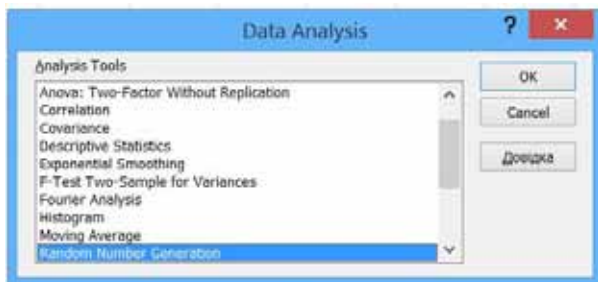 Data Analysis
?
×
Analysis Tools
Anova: Two-Factor Without Replication
Correlation
Covariance
Descriptive Statistics
Exponential Smoothing
F-Test Two-Sample for Variances
Fourier Analysis
Histogram
Moving Average
Random Number Generation
OK
Cancel
Довідка